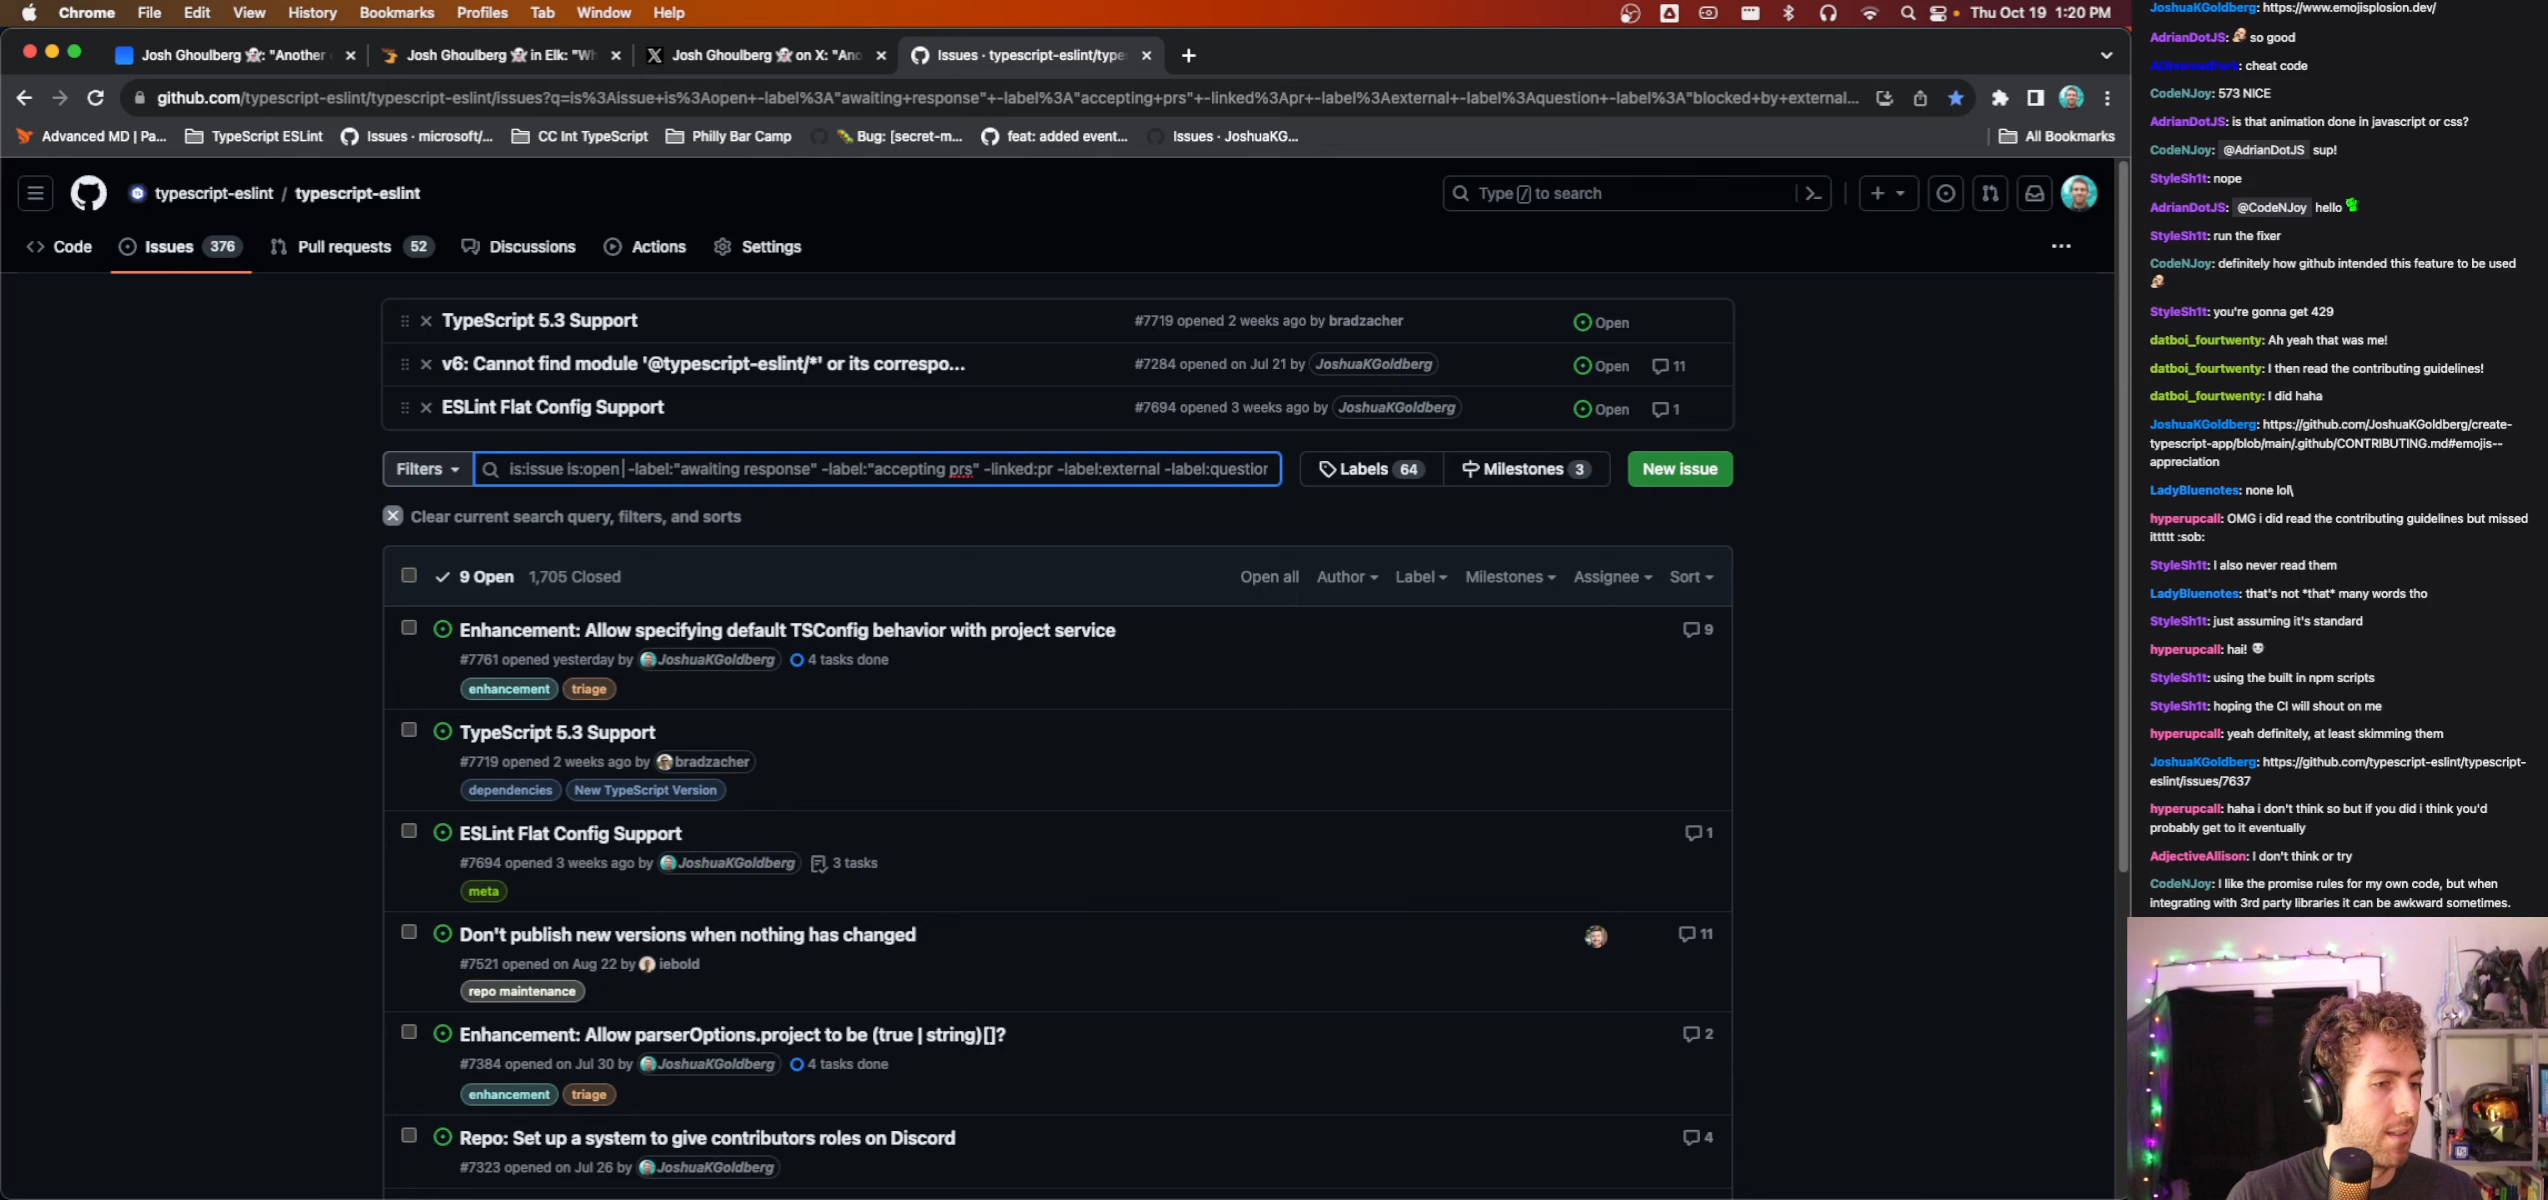 Chrome File Edit View History Bookmarks Profiles Tab Window Help
Thu Oct 19 1:20 PM
Josh Ghoulberg 👻: "Another
Josh Ghoulberg 👻 in Elk: "Wh
Josh Ghoulberg 👻 on X: "Ano
Issues · typescript-eslint/type
github.com/typescript-eslint/typescript-eslint/issues?q=is%3Aissue+is%3Aopen+-label%3A"awaiting+response"+-label%3A"accepting+prs"+-linked%3Apr+-label%3Aexternal+-label%3Aquestion+-label%3A"blocked+by+external...
Advanced MD | Pa...
TypeScript ESLint
Issues · microsoft/...
CC Int TypeScript
Philly Bar Camp
🐛 Bug: [secret-m...
feat: added event...
Issues · JoshuaKG...
All Bookmarks
typescript-eslint / typescript-eslint
Type / to search
Code
Issues 376
Pull requests 52
Discussions
Actions
Settings
TypeScript 5.3 Support
#7719 opened 2 weeks ago by bradzacher
Open
v6: Cannot find module '@typescript-eslint/*' or its correspo...
#7284 opened on Jul 21 by JoshuaKGoldberg
Open 11
ESLint Flat Config Support
#7694 opened 3 weeks ago by JoshuaKGoldberg
Open 1
Filters
is:issue is:open -label:"awaiting response" -label:"accepting prs" -linked:pr -label:external -label:question
Labels 64
Milestones 3
New issue
Clear current search query, filters, and sorts
9 Open 1,705 Closed
Open all Author Label Milestones Assignee Sort
Enhancement: Allow specifying default TSConfig behavior with project service
9
#7761 opened yesterday by JoshuaKGoldberg 4 tasks done
enhancement triage
TypeScript 5.3 Support
#7719 opened 2 weeks ago by bradzacher
dependencies New TypeScript Version
ESLint Flat Config Support
1
#7694 opened 3 weeks ago by JoshuaKGoldberg 3 tasks
meta
Don't publish new versions when nothing has changed
11
#7521 opened on Aug 22 by iebold
repo maintenance
Enhancement: Allow parserOptions.project to be (true | string)[]?
2
#7384 opened on Jul 30 by JoshuaKGoldberg 4 tasks done
enhancement triage
Repo: Set up a system to give contributors roles on Discord
4
#7323 opened on Jul 26 by JoshuaKGoldberg
JoshuaKGoldberg: https://www.emojisplosion.dev/
AdrianDotJS: so good
cheat code
CodeNJoy: 573 NICE
AdrianDotJS: is that animation done in javascript or css?
CodeNJoy: @AdrianDotJS sup!
StyleSh1t: nope
AdrianDotJS: @CodeNJoy hello
StyleSh1t: run the fixer
CodeNJoy: definitely how github intended this feature to be used
StyleSh1t: you're gonna get 429
datboi_fourtwenty: Ah yeah that was me!
datboi_fourtwenty: I then read the contributing guidelines!
datboi_fourtwenty: I did haha
JoshuaKGoldberg: https://github.com/JoshuaKGoldberg/create-
typescript-app/blob/main/.github/CONTRIBUTING.md#emojis--
appreciation
LadyBluenotes: none lol\
hyperupcall: OMG i did read the contributing guidelines but missed
ittttt :sob:
StyleSh1t: I also never read them
LadyBluenotes: that's not *that* many words tho
StyleSh1t: just assuming it's standard
hyperupcall: hai!
StyleSh1t: using the built in npm scripts
StyleSh1t: hoping the CI will shout on me
hyperupcall: yeah definitely, at least skimming them
JoshuaKGoldberg: https://github.com/typescript-eslint/typescript-
eslint/issues/7637
hyperupcall: haha i don't think so but if you did i think you'd
probably get to it eventually
AdjectiveAllison: I don't think or try
CodeNJoy: I like the promise rules for my own code, but when
integrating with 3rd party libraries it can be awkward sometimes.